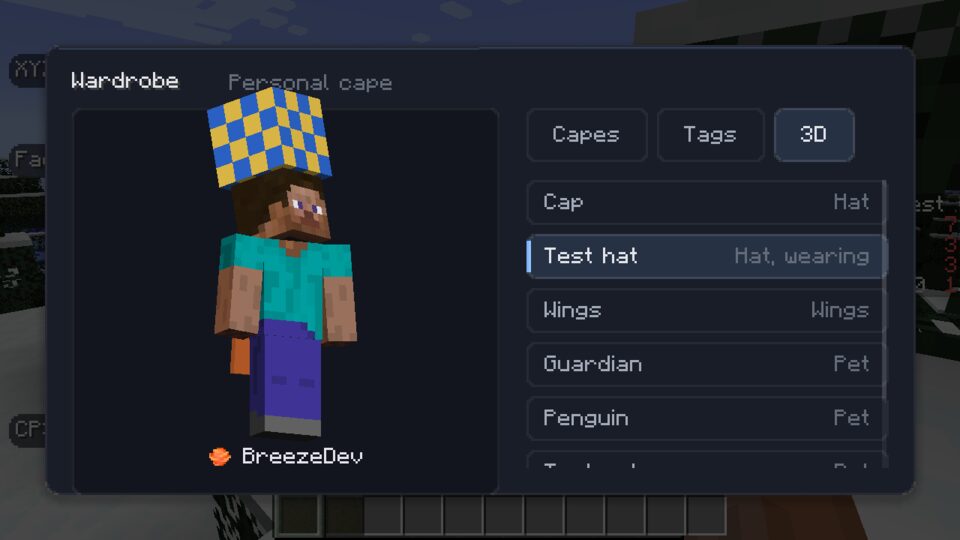 Wardrobe
Personal cape
Capes
Tags
3D
Cap
Hat
Test hat
Hat, wearing
Wings
Wings
Guardian
Pet
Penguin
Pet
BreezeDev